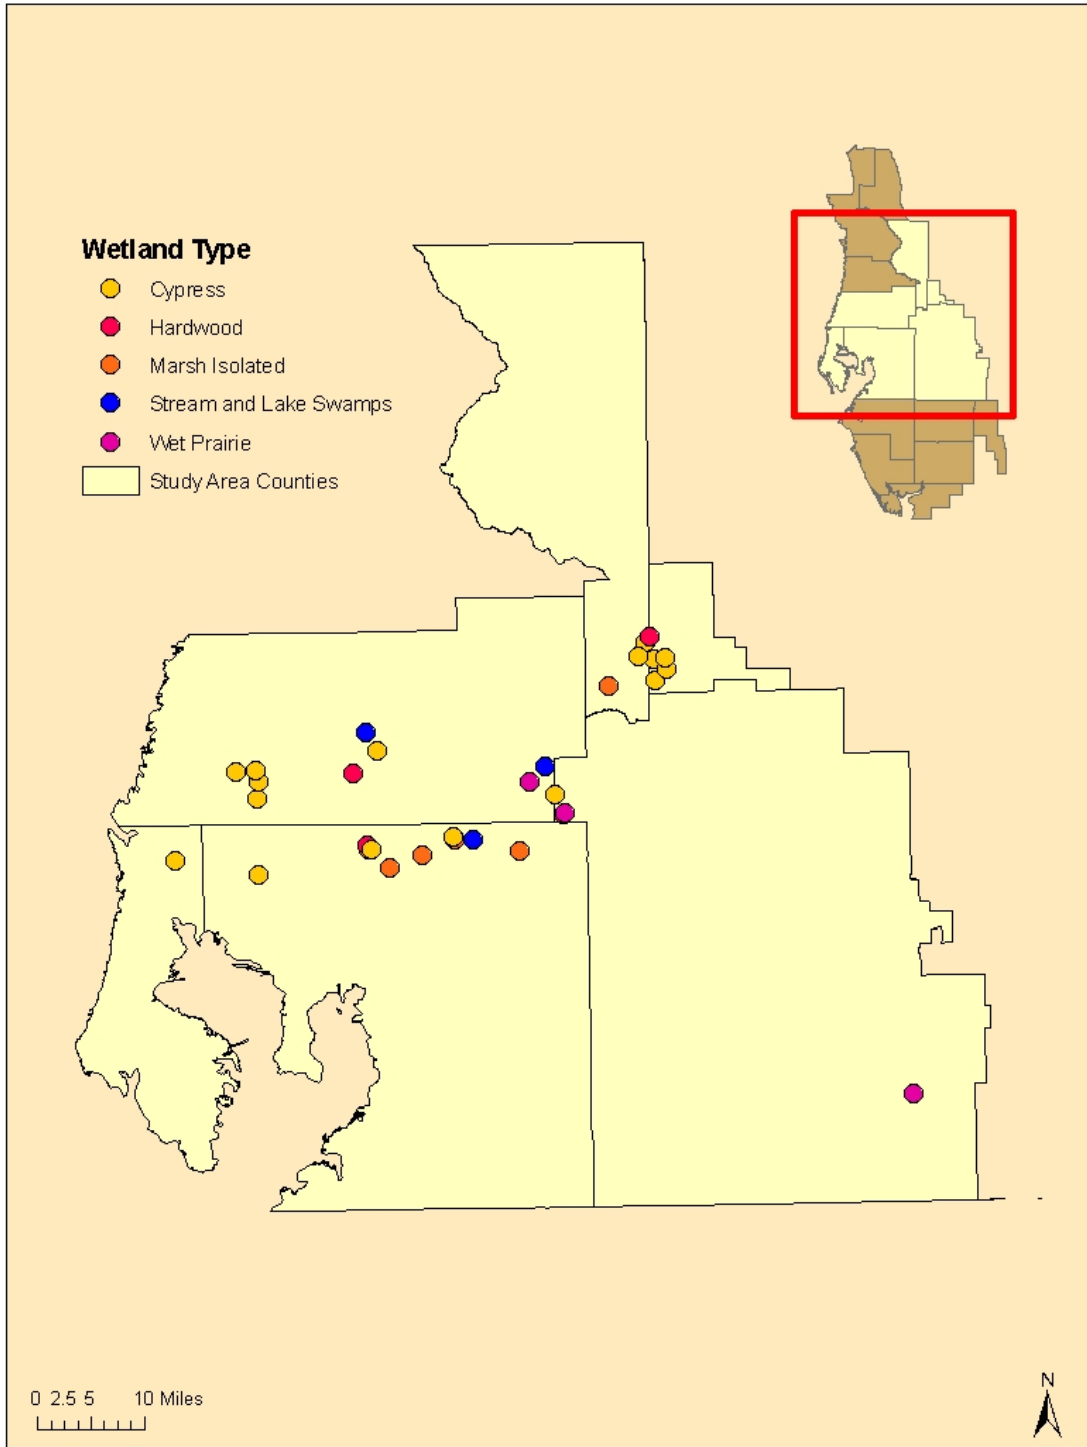 Wetland Type
Cypress
Hardwood
Marsh Isolated
Stream and Lake Swamps
Wet Prairie
Study Area Counties
0 2.5 5 10 Miles
N